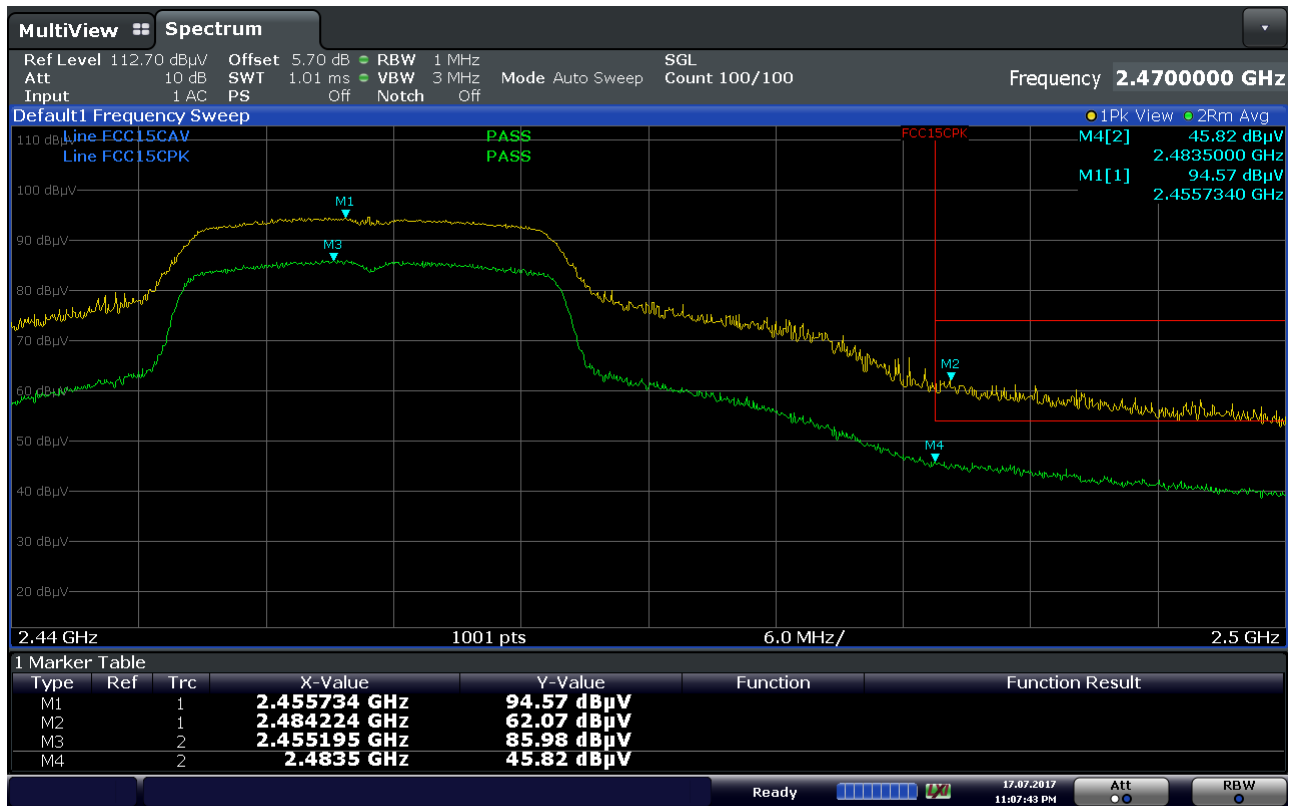 MultiView Spectrum
Ref Level 112.70 dBµV Offset 5.70 dB RBW 1 MHz SGL
Att 10 dB SWT 1.01 ms VBW 3 MHz Mode Auto Sweep Count 100/100 Frequency 2.4700000 GHz
Input 1 AC PS Off Notch Off
Default1 Frequency Sweep 1Pk View 2Rm Avg
110 dBµV Line FCC15CAV PASS FCC15CPK M4[2] 45.82 dBµV
Line FCC15CPK PASS 2.4835000 GHz
M1[1] 94.57 dBµV
100 dBµV 2.4557340 GHz
M1
90 dBµV M3
80 dBµV
70 dBµV
M2
60 dBµV
50 dBµV M4
40 dBµV
30 dBµV
20 dBµV
2.44 GHz 1001 pts 6.0 MHz/ 2.5 GHz
1 Marker Table
Type Ref Trc X-Value Y-Value Function Function Result
M1 1 2.455734 GHz 94.57 dBµV
M2 1 2.484224 GHz 62.07 dBµV
M3 2 2.455195 GHz 85.98 dBµV
M4 2 2.4835 GHz 45.82 dBµV
Ready LXI 17.07.2017 Att RBW
11:07:43 PM